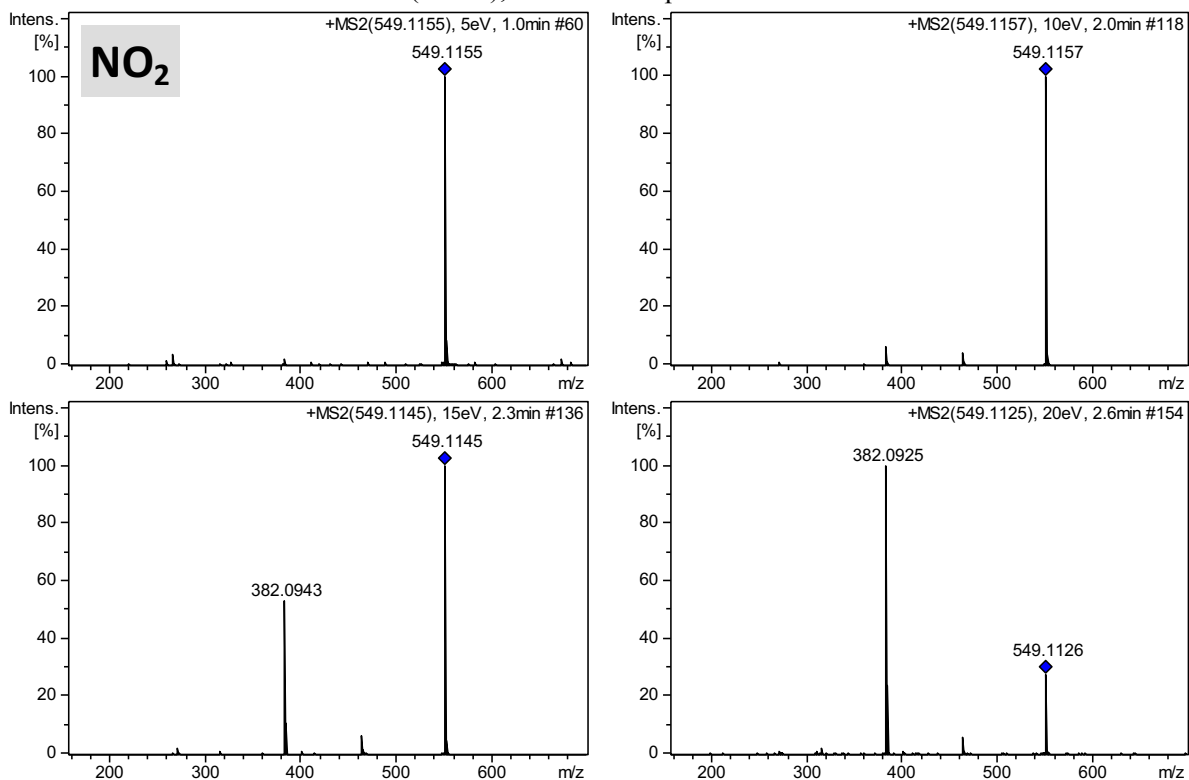 Intens.
[%]
+MS2(549.1155), 5eV, 1.0min #60
NO2
549.1155
100
80
60
40
20
0
200 300 400 500 600 m/z
Intens.
[%]
+MS2(549.1157), 10eV, 2.0min #118
549.1157
100
80
60
40
20
0
200 300 400 500 600 m/z
Intens.
[%]
+MS2(549.1145), 15eV, 2.3min #136
549.1145
382.0943
100
80
60
40
20
0
200 300 400 500 600 m/z
Intens.
[%]
+MS2(549.1125), 20eV, 2.6min #154
382.0925
549.1126
100
80
60
40
20
0
200 300 400 500 600 m/z